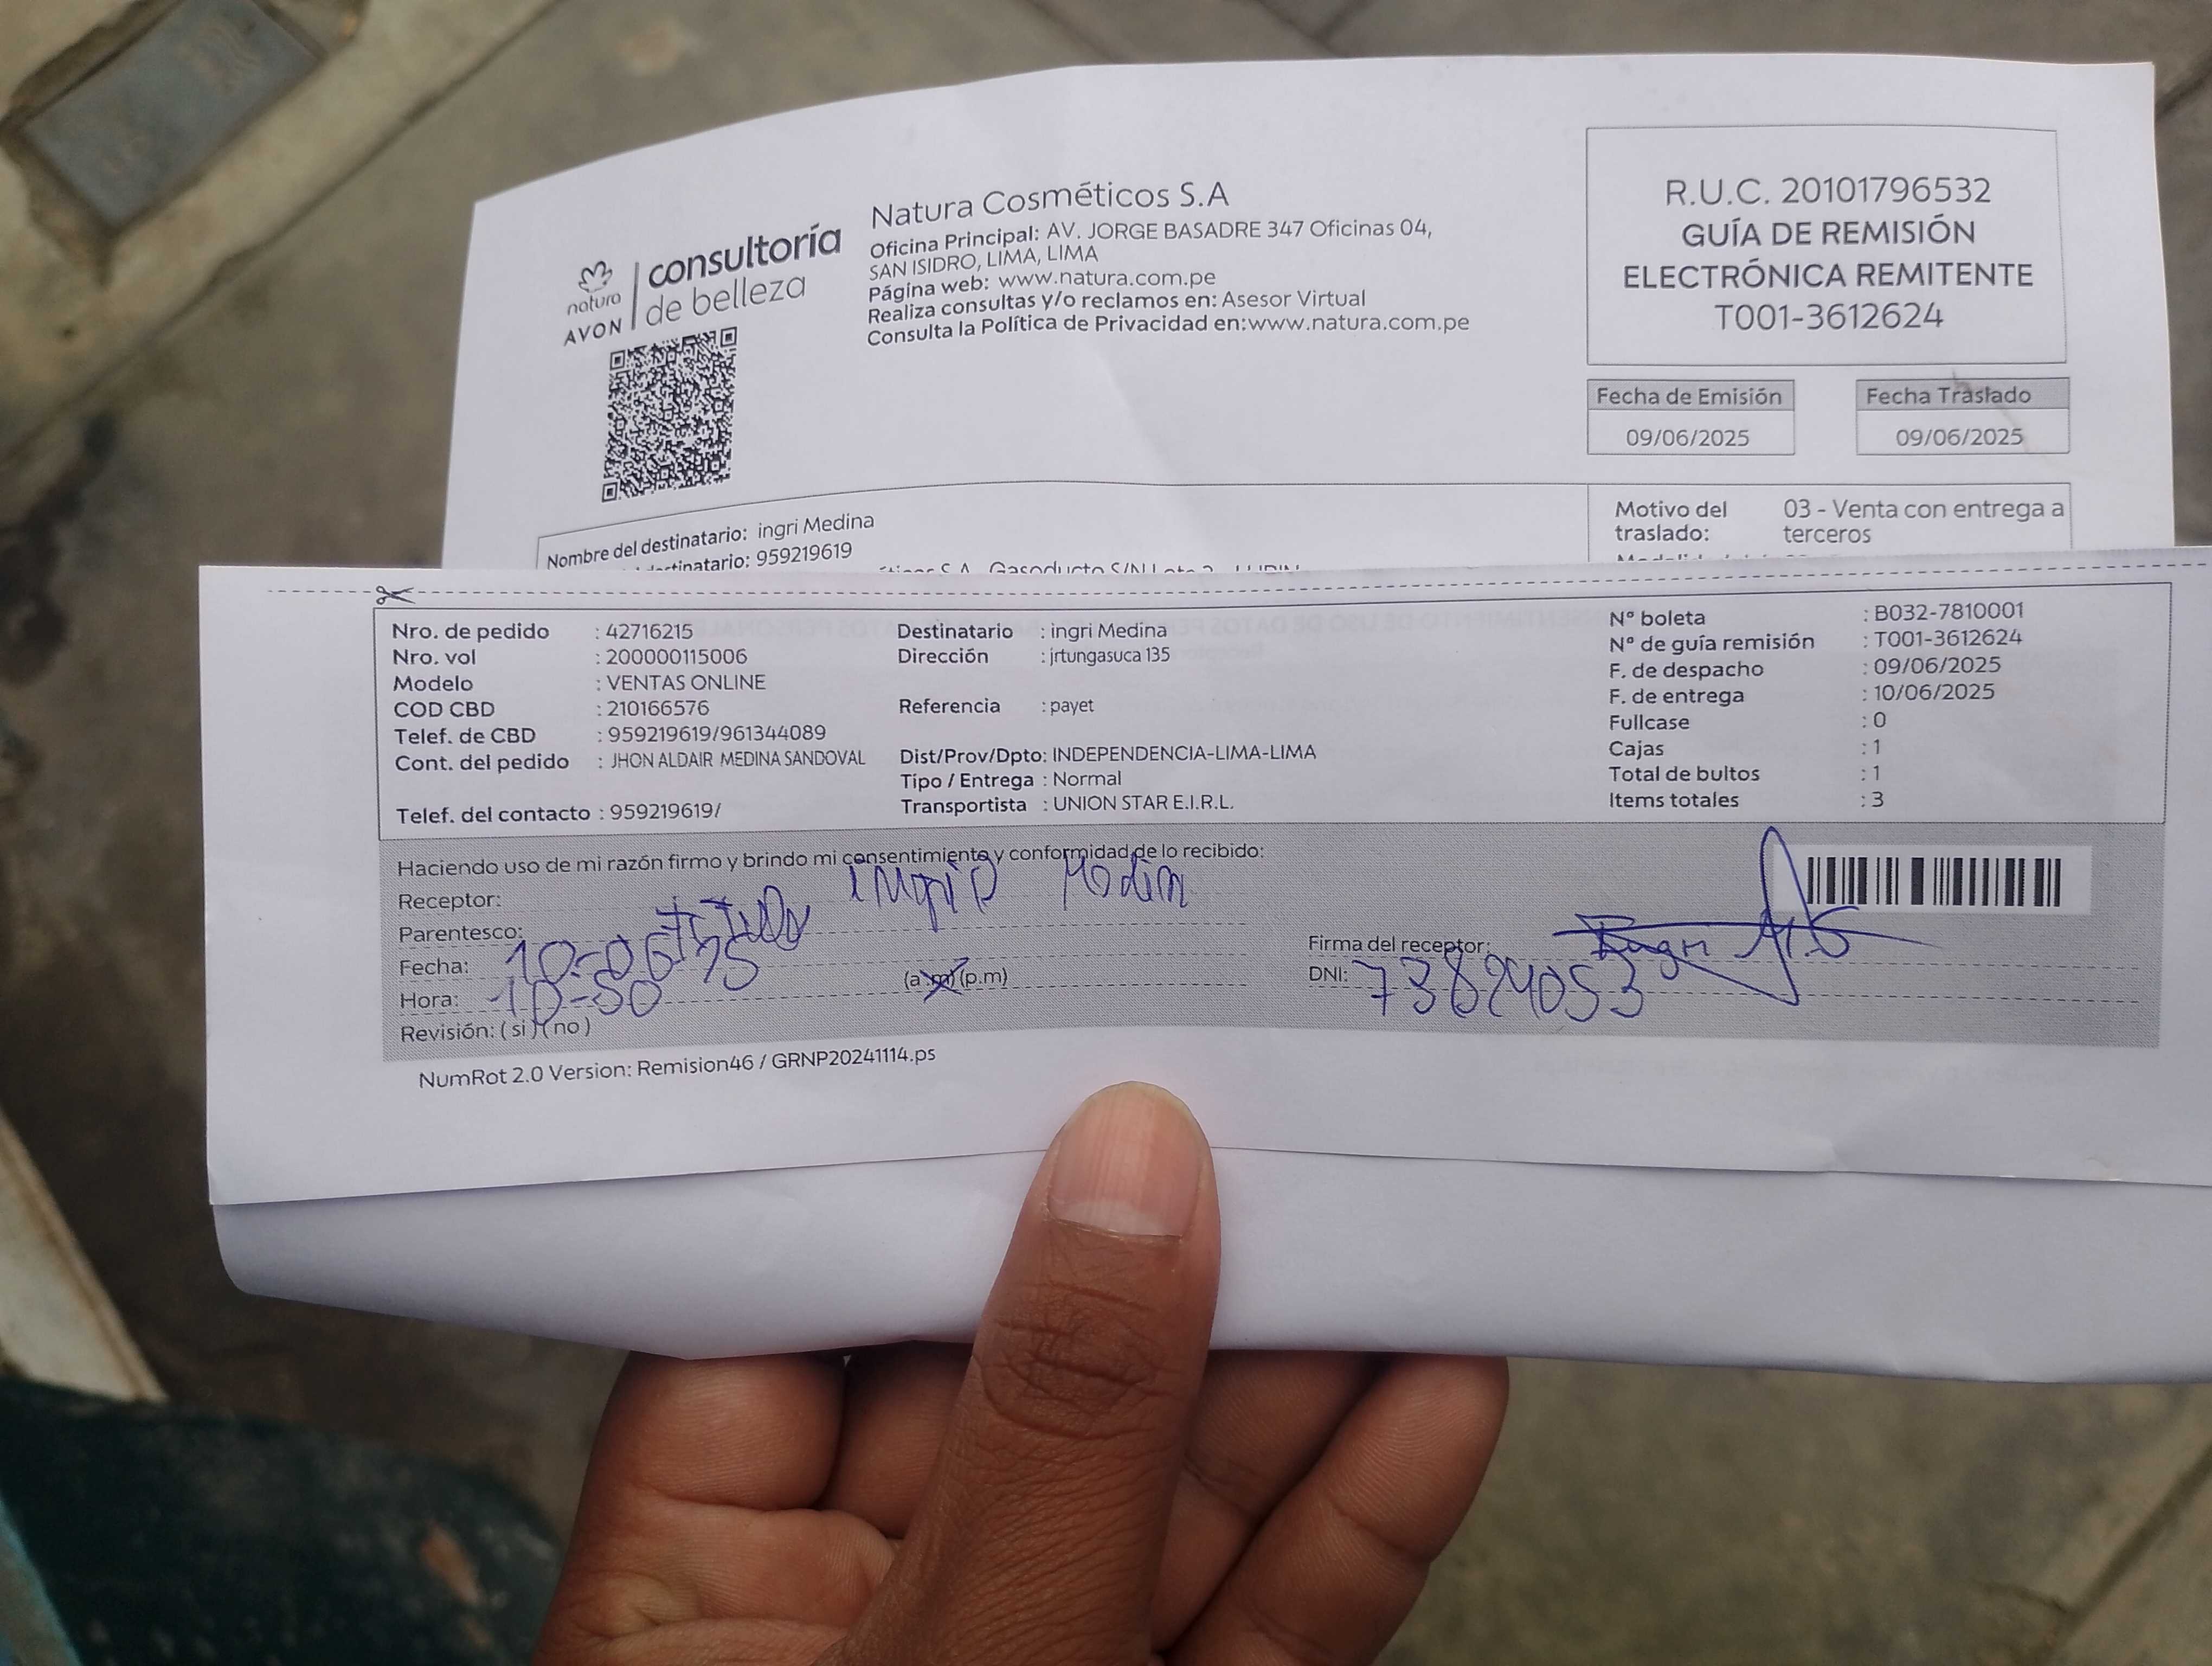 natura
AVON
consultoría
de belleza
Natura Cosméticos S.A
Oficina Principal: AV. JORGE BASADRE 347 Oficinas 04,
SAN ISIDRO, LIMA, LIMA
Página web: www.natura.com.pe
Realiza consultas y/o reclamos en: Asesor Virtual
Consulta la Política de Privacidad en:www.natura.com.pe
R.U.C. 20101796532
GUÍA DE REMISIÓN
ELECTRÓNICA REMITENTE
T001-3612624
Fecha de Emisión
09/06/2025
Fecha Traslado
09/06/2025
Nombre del destinatario: ingri Medina
959219619
Motivo del traslado: 03 - Venta con entrega a
terceros
Nro. de pedido : 42716215
Nro. vol : 200000115006
Modelo : VENTAS ONLINE
COD CBD : 210166576
Telef. de CBD : 959219619/961344089
Cont. del pedido : JHON ALDAIR MEDINA SANDOVAL
Telef. del contacto : 959219619/
Destinatario : ingri Medina
Dirección : jrtungasuca 135
Referencia : payet
Dist/Prov/Dpto: INDEPENDENCIA-LIMA-LIMA
Tipo / Entrega : Normal
Transportista : UNION STAR E.I.R.L.
Nº boleta : B032-7810001
Nº de guía remisión : T001-3612624
F. de despacho : 09/06/2025
F. de entrega : 10/06/2025
Fullcase : 0
Cajas : 1
Total de bultos : 1
Items totales : 3
Haciendo uso de mi razón firmo y brindo mi consentimiento y conformidad de lo recibido:
Receptor:
Parentesco:
Fecha: 10-06-25
Hora: 10-50 (a.m) (p.m)
Revisión: ( si ) ( no )
Firma del receptor:
DNI: 73829053
NumRot 2.0 Version: Remision46 / GRNP20241114.ps